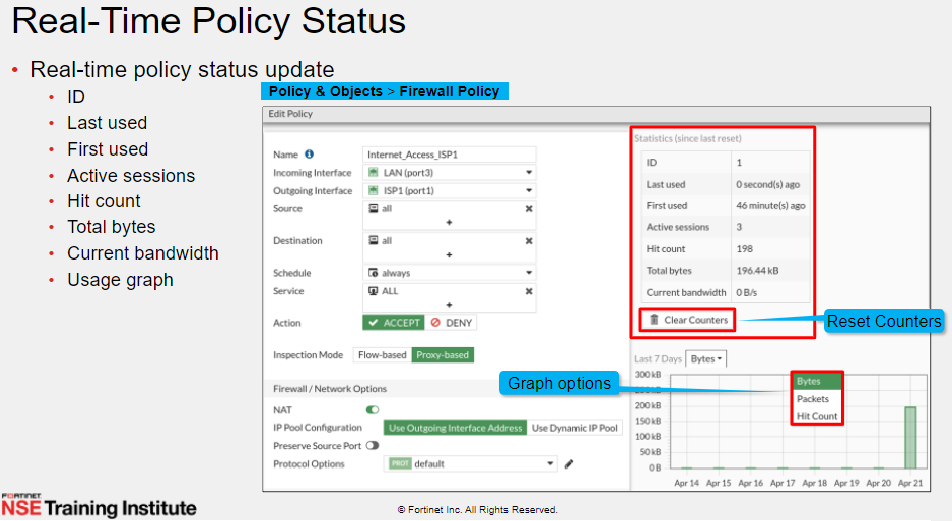 Real-Time Policy Status
• Real-time policy status update
• ID
• Last used
• First used
• Active sessions
• Hit count
• Total bytes
• Current bandwidth
• Usage graph
Policy & Objects > Firewall Policy
Edit Policy
Name
Internet_Access_ISP1
Incoming Interface
LAN (port3)
Outgoing Interface
ISP1 (port1)
Source
all
+
Destination
all
+
Schedule
always
Service
ALL
+
Action
ACCEPT DENY
Inspection Mode
Flow-based Proxy-based
Firewall / Network Options
NAT
IP Pool Configuration
Use Outgoing Interface Address Use Dynamic IP Pool
Preserve Source Port
Protocol Options
PROT default
Statistics (since last reset)
ID 1
Last used 0 second(s) ago
First used 46 minute(s) ago
Active sessions 3
Hit count 198
Total bytes 196.44 kB
Current bandwidth 0 B/s
Clear Counters
Reset Counters
Last 7 Days Bytes
Graph options
Bytes
Packets
Hit Count
300 kB
250 kB
200 kB
150 kB
100 kB
50 kB
0 B
Apr 14 Apr 15 Apr 16 Apr 17 Apr 18 Apr 19 Apr 20 Apr 21
FORTINET
NSE Training Institute
© Fortinet Inc. All Rights Reserved.